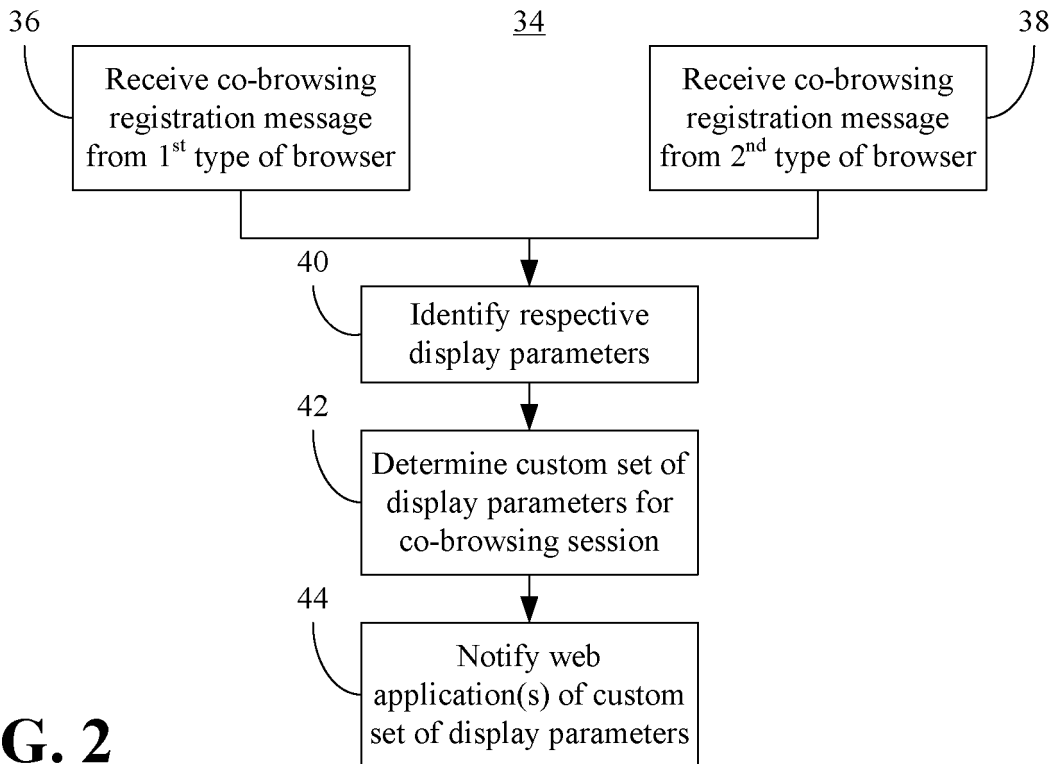 36
34
38
Receive co-browsing
registration message
from 1st type of browser
Receive co-browsing
registration message
from 2nd type of browser
40
Identify respective
display parameters
42
Determine custom set of
display parameters for
co-browsing session
44
Notify web
application(s) of custom
set of display parameters
G. 2